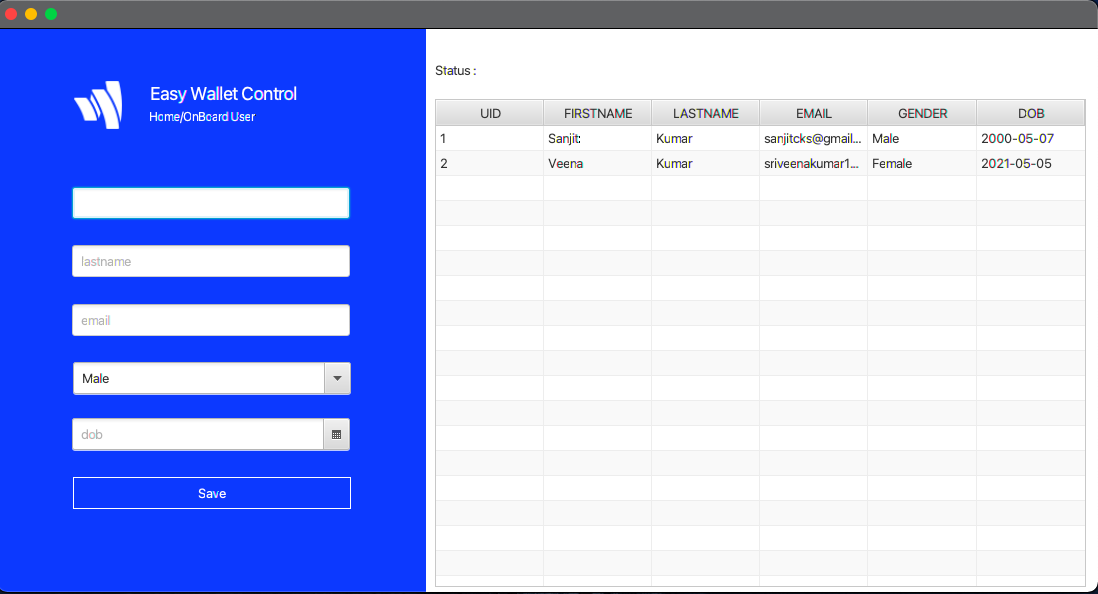 Easy Wallet Control
Home/OnBoard User
lastname
email
Male
dob
Save
Status :
UID FIRSTNAME LASTNAME EMAIL GENDER DOB
1 Sanjit: Kumar sanjitcks@gmail... Male 2000-05-07
2 Veena Kumar sriveenakumar1... Female 2021-05-05